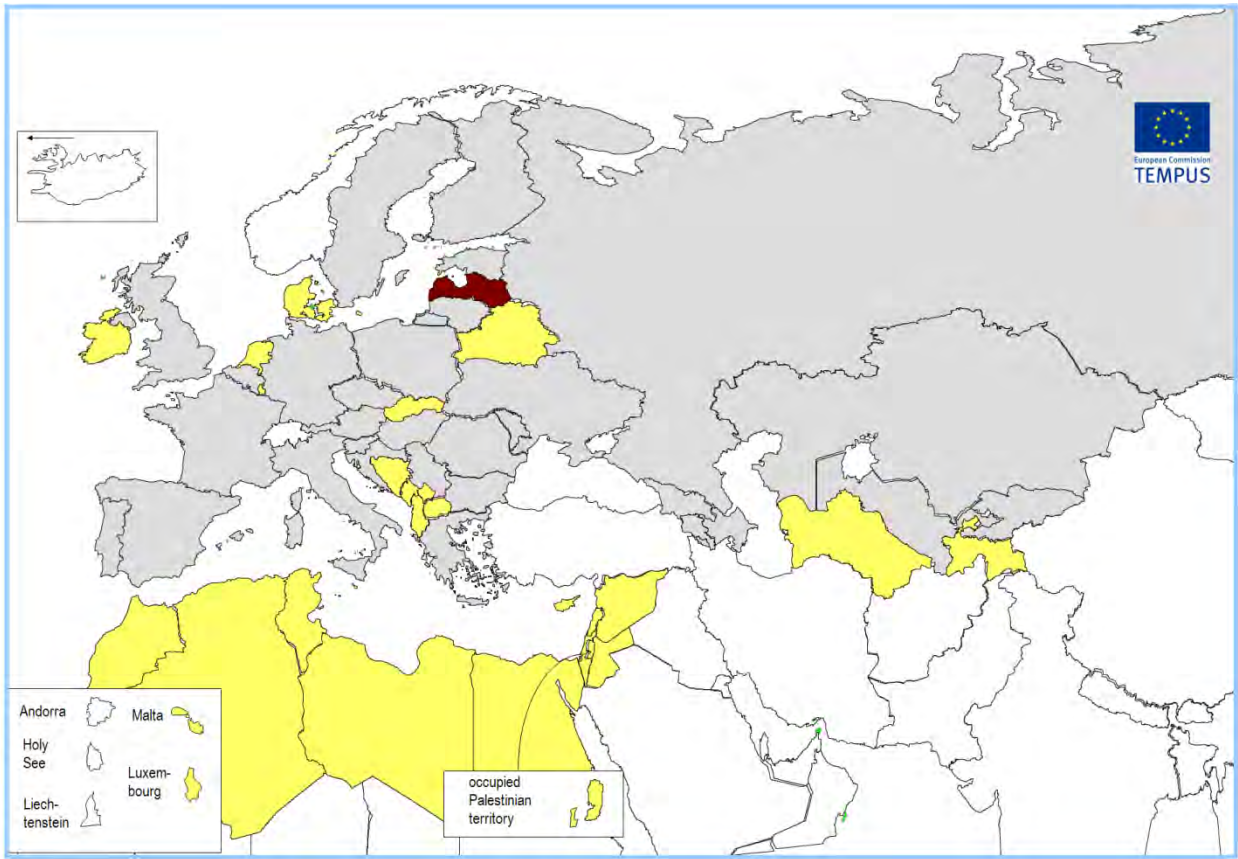 European Commission
TEMPUS
Andorra
Malta
Holy
See
Luxem-
bourg
Liech-
tenstein
occupied
Palestinian
territory